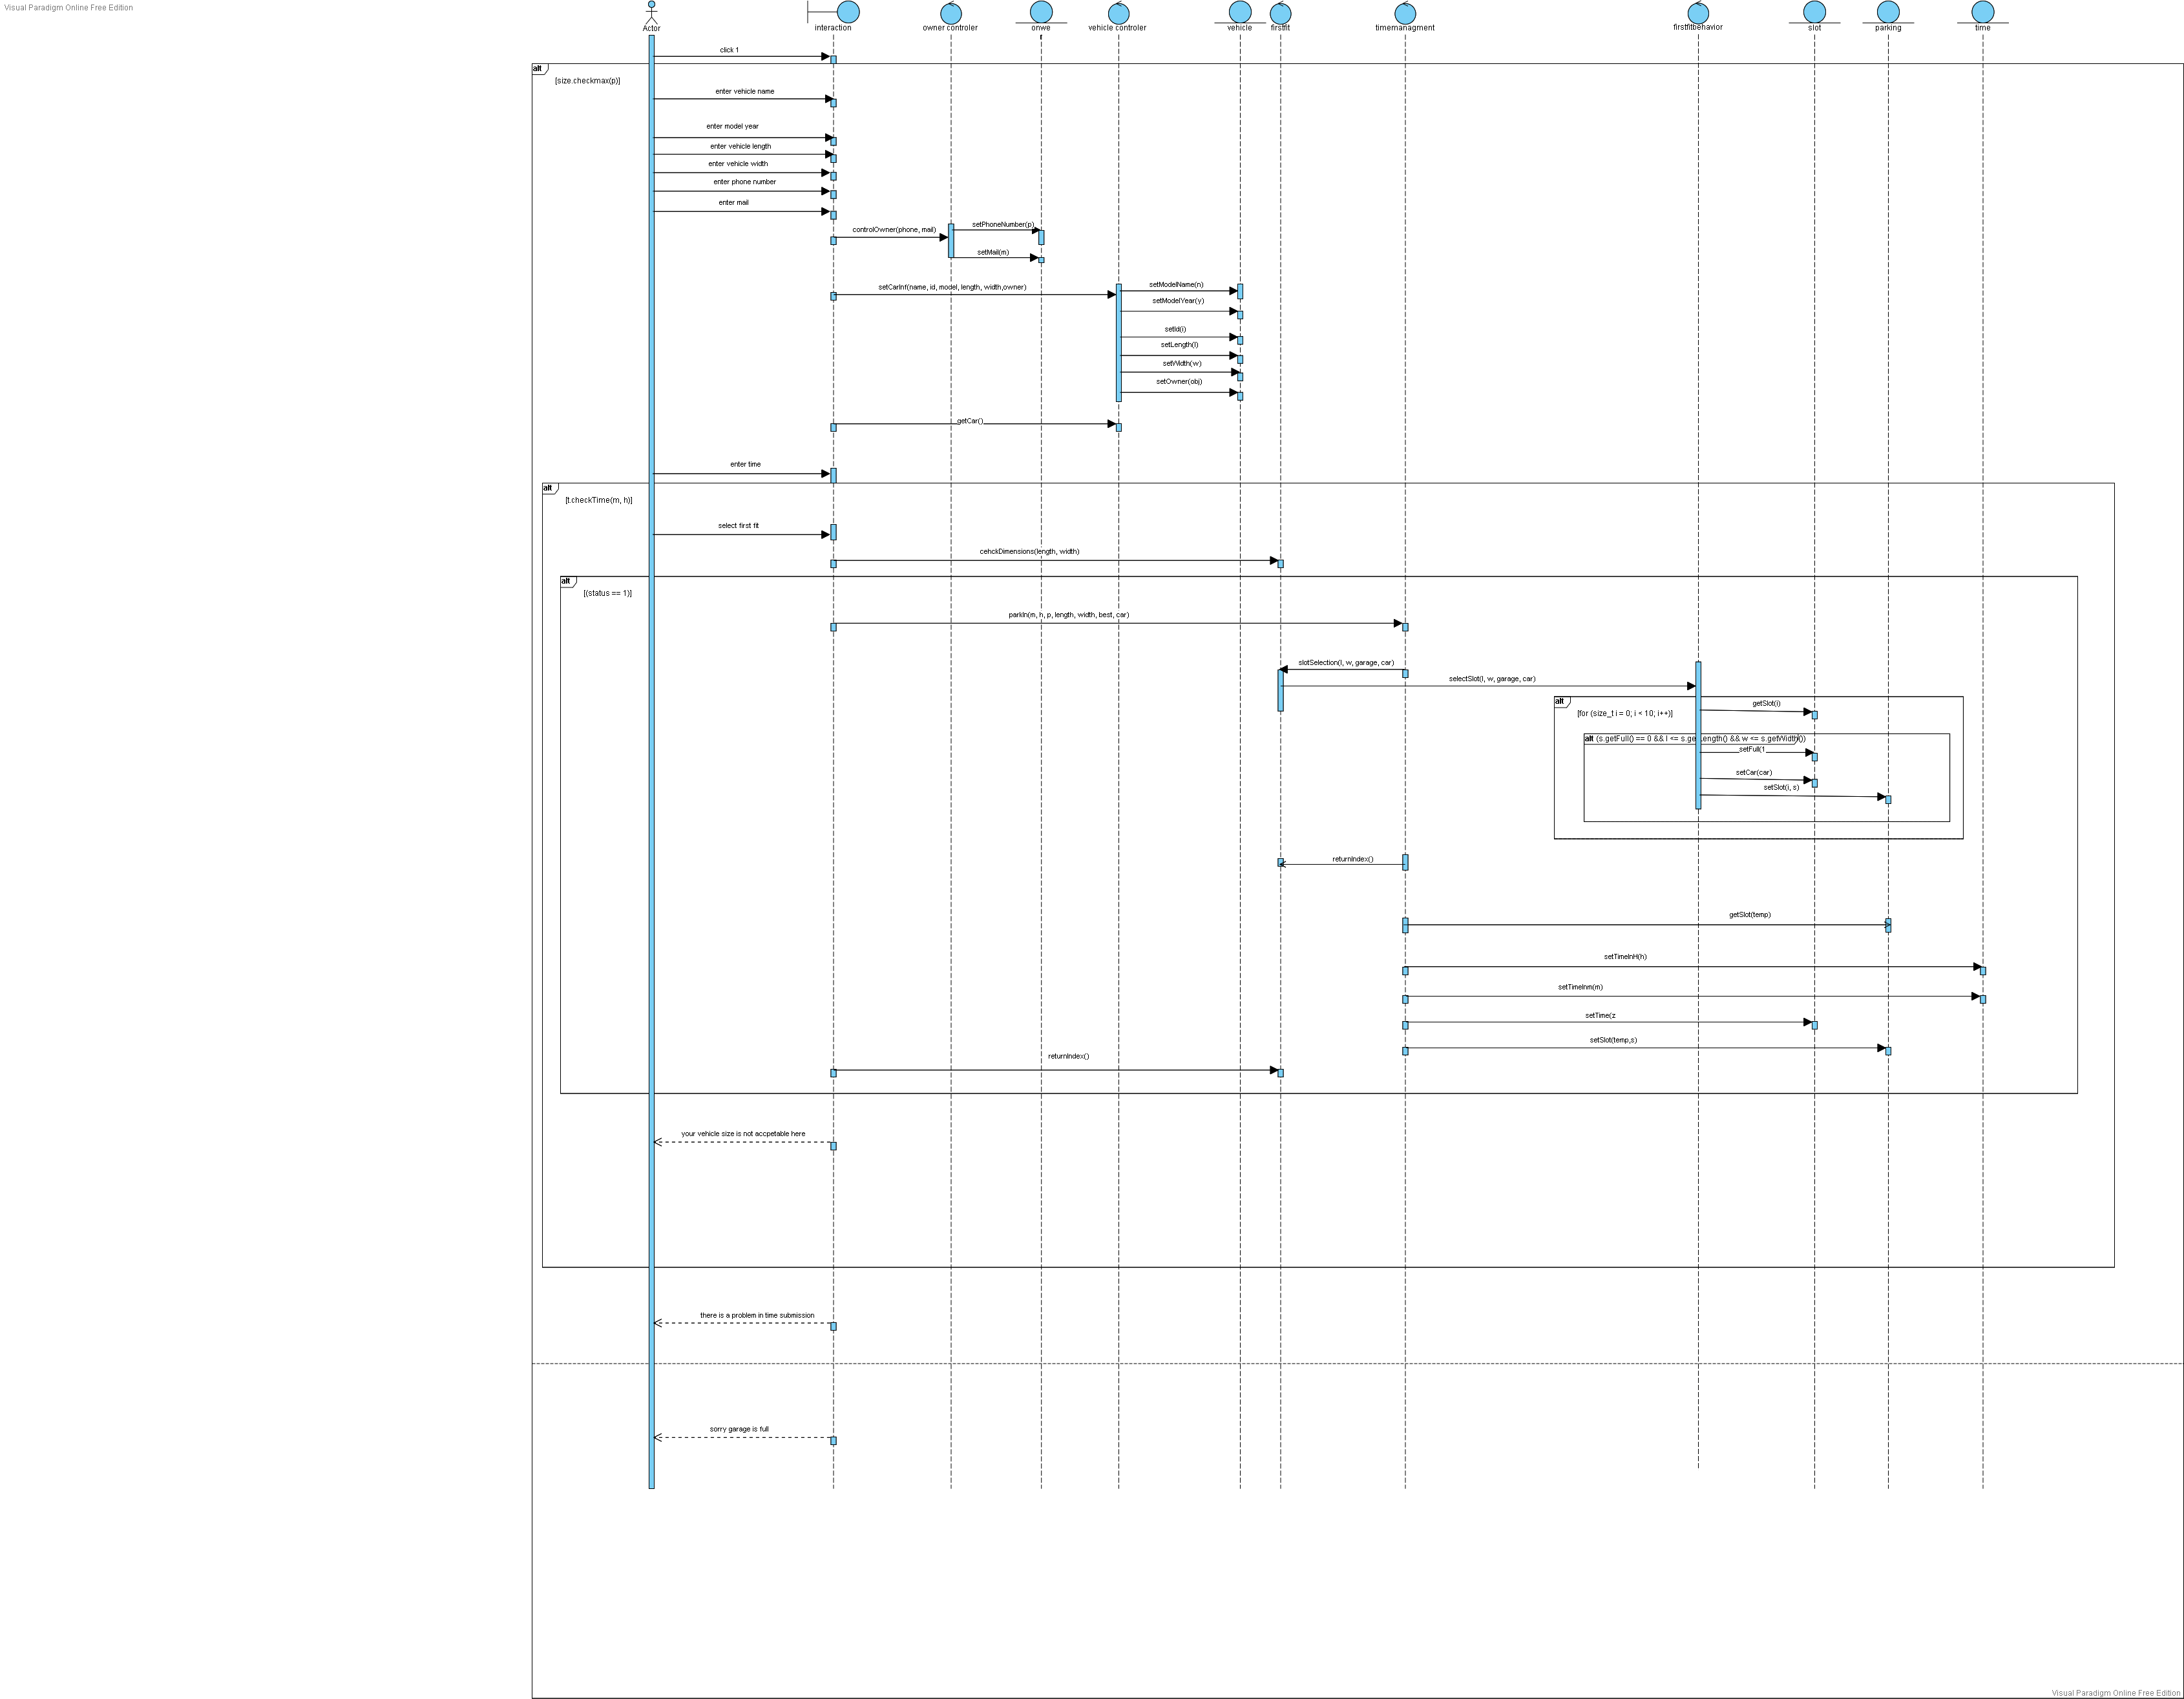 Visual Paradigm Online Free Edition
Actor
interaction
owner controler
onwe
vehicle controler
vehicle
firstfit
timemanagment
firstfitbehavior
slot
parking
time
click 1
alt
[size.checkmax(p)]
enter vehicle name
enter model year
enter vehicle length
enter vehicle width
enter phone number
enter mail
controlOwner(phone, mail)
setPhoneNumber(p)
setMail(m)
setCarInf(name, id, model, length, width,owner)
setModelName(n)
setModelYear(y)
setId(i)
setLength(l)
setWidth(w)
setOwner(obj)
getCar()
enter time
alt
[t.checkTime(m, h)]
select first fit
cehckDimensions(length, width)
alt
[(status == 1)]
parkIn(m, h, p, length, width, best, car)
slotSelection(l, w, garage, car)
selectSlot(l, w, garage, car)
alt
[for (size_t i = 0; i < 10; i++)]
getSlot(i)
alt (s.getFull() == 0 && l <= s.getLength() && w <= s.getWidth())
setFull(1
setCar(car)
setSlot(i, s)
returnIndex()
getSlot(temp)
setTimeInH(h)
setTimeInm(m)
setTime(z
setSlot(temp,s)
returnIndex()
your vehicle size is not accpetable here
there is a problem in time submission
sorry garage is full
Visual Paradigm Online Free Edition